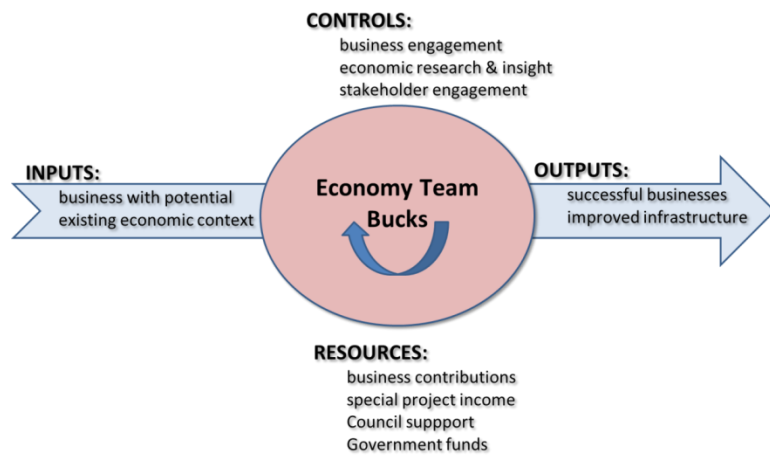 CONTROLS:
business engagement
economic research & insight
stakeholder engagement
INPUTS:
business with potential
existing economic context
Economy Team
Bucks
OUTPUTS:
successful businesses
improved infrastructure
RESOURCES:
business contributions
special project income
Council suppport
Government funds